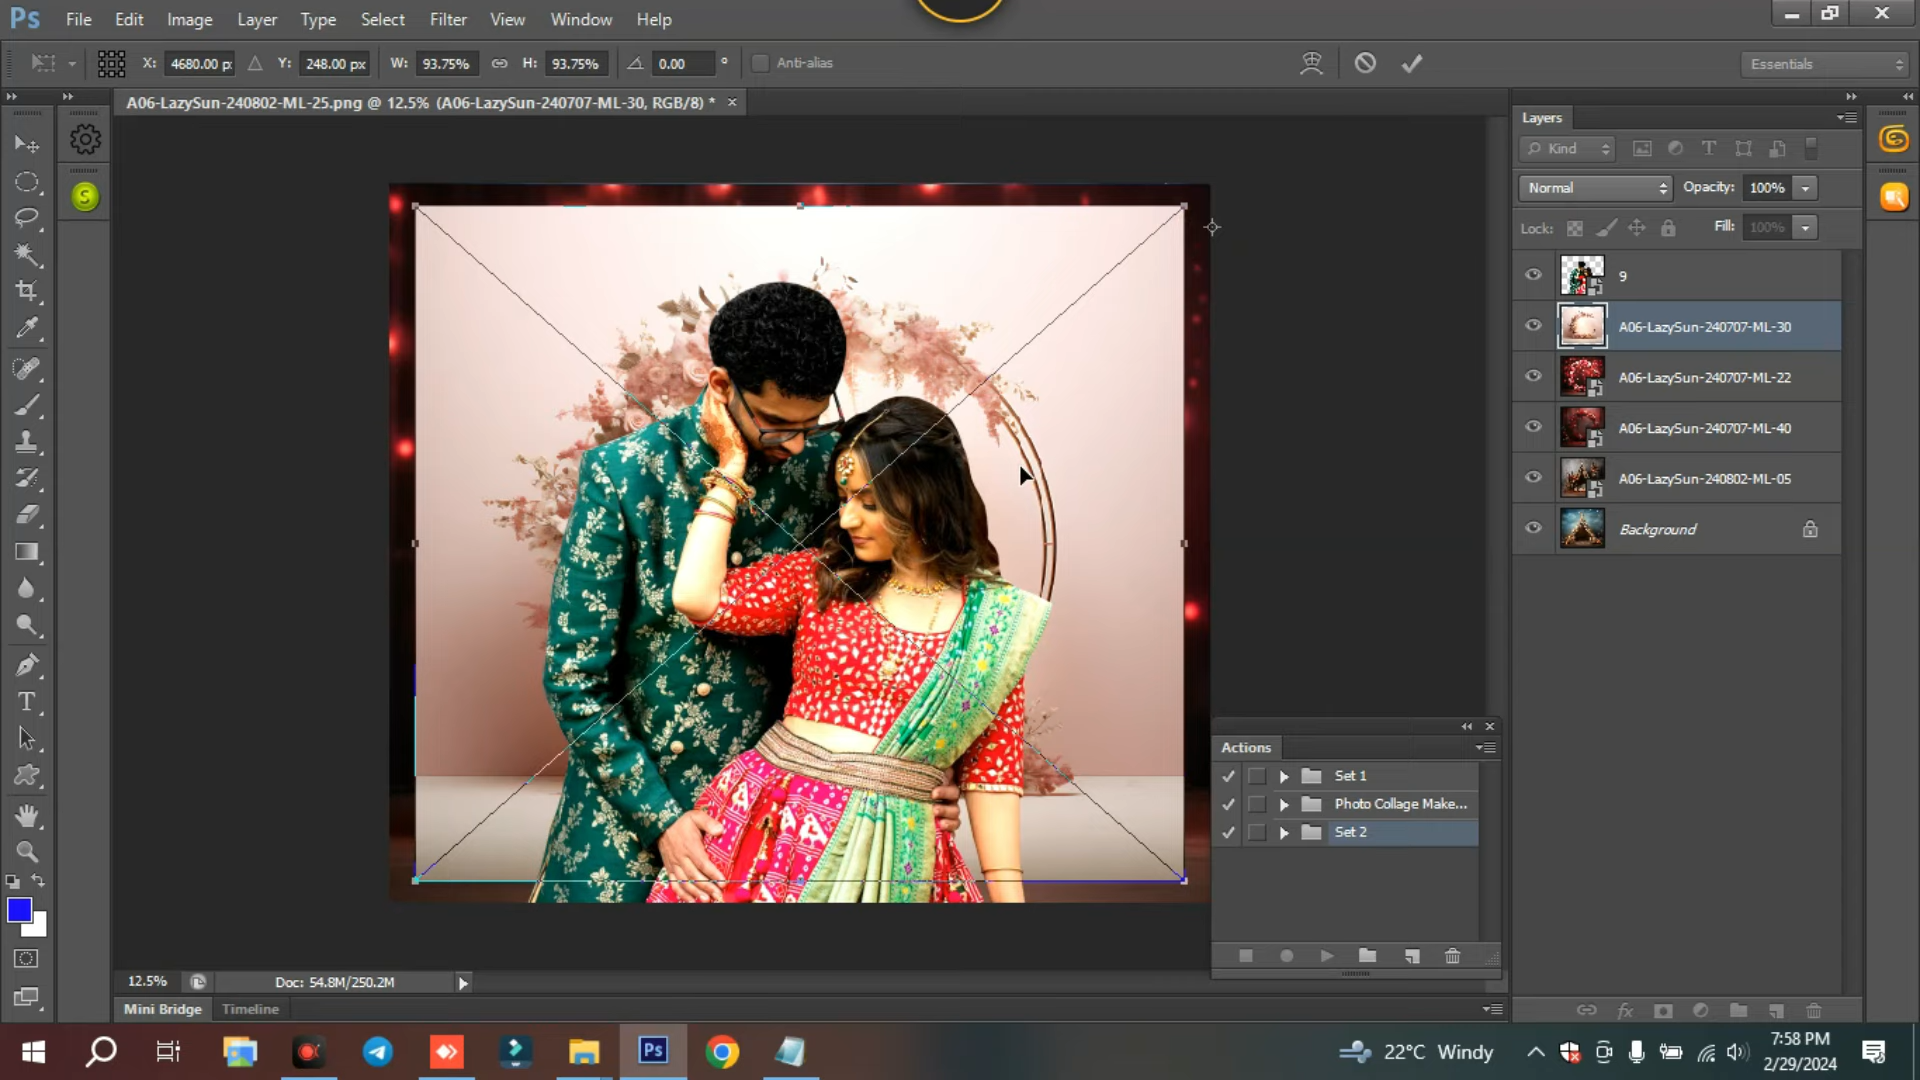 Ps File Edit Image Layer Type Select Filter View Window Help
X: 4680.00 px Y: 248.00 px W: 93.75% H: 93.75% 0.00 ° Anti-alias Essentials
A06-LazySun-240802-ML-25.png @ 12.5% (A06-LazySun-240707-ML-30, RGB/8) *
Layers
Kind
Normal Opacity: 100%
Lock: Fill: 100%
9
A06-LazySun-240707-ML-30
A06-LazySun-240707-ML-22
A06-LazySun-240707-ML-40
A06-LazySun-240802-ML-05
Background
Actions
Set 1
Photo Collage Make...
Set 2
12.5% Doc: 54.8M/250.2M
Mini Bridge Timeline
Ps 22°C Windy 7:58 PM
2/29/2024